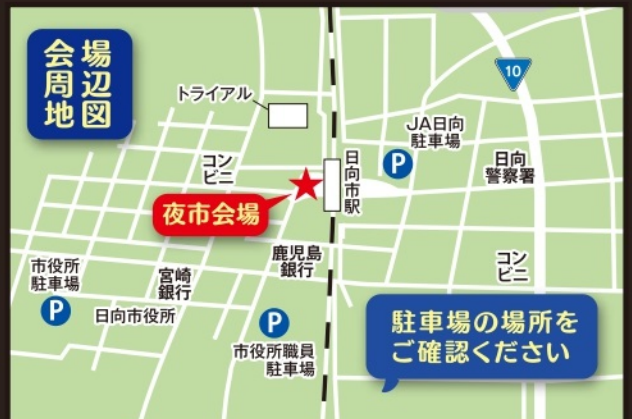 会場
周辺
地図
トライアル
10
JA日向
駐車場
P
日向
警察署
コン
ビニ
日向市駅
夜市会場
鹿児島
銀行
コン
ビニ
市役所
駐車場
P
宮崎
銀行
日向市役所
P
市役所職員
駐車場
駐車場の場所を
ご確認ください